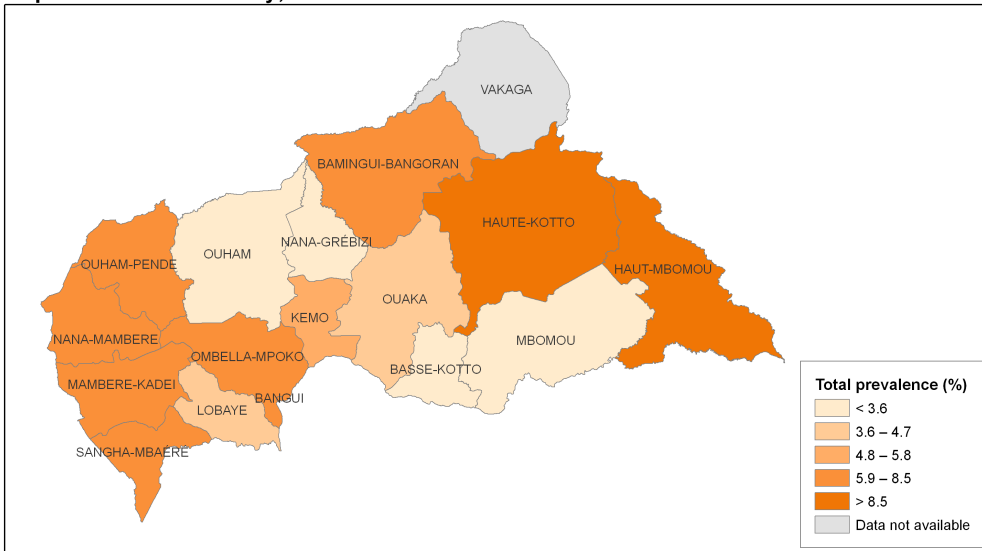 VAKAGA
BAMINGUI-BANGORAN
HAUTE-KOTTO
NANA-GRÉBIZI
OUHAM
OUHAM-PENDE
HAUT-MBOMOU
OUAKA
KEMO
NANA-MAMBERE
MBOMOU
OMBELLA-MPOKO
BASSE-KOTTO
MAMBERE-KADEI
BANGUI
LOBAYE
SANGHA-MBAÉRÉ
Total prevalence (%)
< 3.6
3.6 – 4.7
4.8 – 5.8
5.9 – 8.5
> 8.5
Data not available